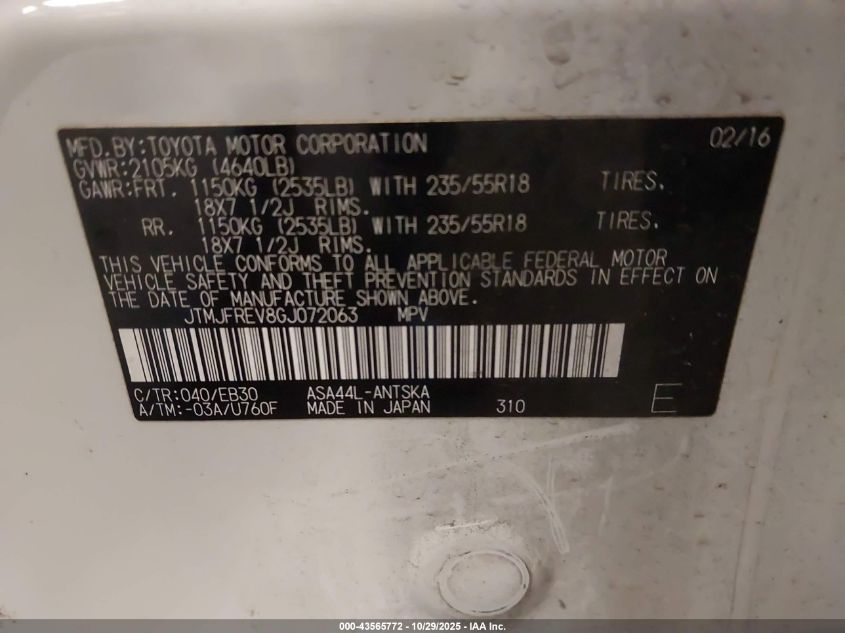 MFD.BY:TOYOTA MOTOR CORPORATION 02/16
GVWR:2105KG (4640LB)
GAWR:FRT. 1150KG (2535LB) WITH 235/55R18 TIRES.
18X7 1/2J RIMS.
RR. 1150KG (2535LB) WITH 235/55R18 TIRES.
18X7 1/2J RIMS.
THIS VEHICLE CONFORMS TO ALL APPLICABLE FEDERAL MOTOR
VEHICLE SAFETY AND THEFT PREVENTION STANDARDS IN EFFECT ON
THE DATE OF MANUFACTURE SHOWN ABOVE.
JTMJFREV8GJ072063 MPV
C/TR:040/EB30 ASA44L-ANTSKA
A/TM:-03A/U760F MADE IN JAPAN 310 E
000-43565772 - 10/29/2025 - IAA Inc.